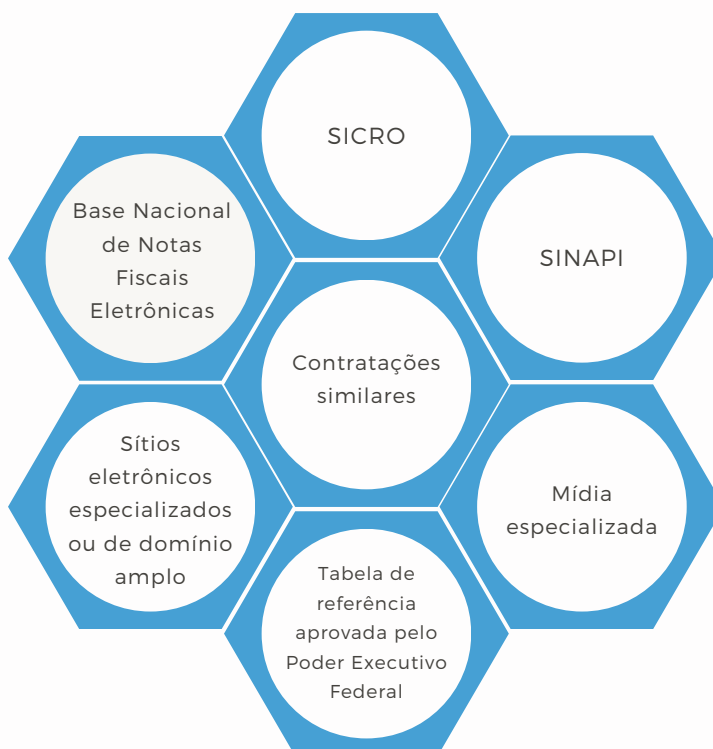 SICRO
Base Nacional
de Notas
Fiscais
Eletrônicas
SINAPI
Contratações
similares
Sítios
eletrônicos
especializados
ou de domínio
amplo
Mídia
especializada
Tabela de
referência
aprovada pelo
Poder Executivo
Federal